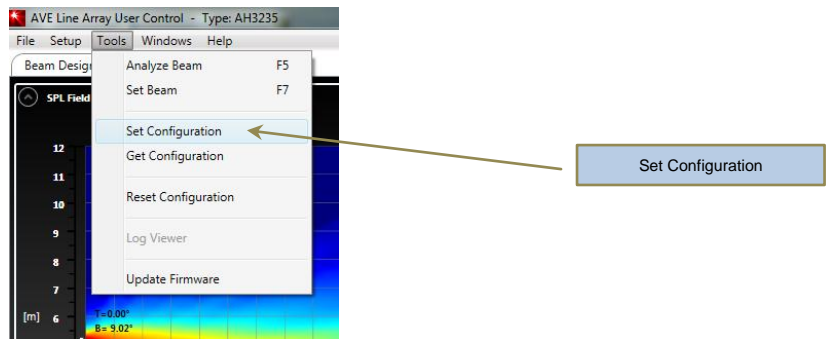 AVE Line Array User Control - Type: AH3235
File Setup Tools Windows Help
Beam Desig
Analyze Beam F5
Set Beam F7
SPL Field
Set Configuration
Get Configuration
Reset Configuration
Log Viewer
Update Firmware
12
11
10
9
8
7
[m] 6
T=0.00°
B= 9.02°
Set Configuration